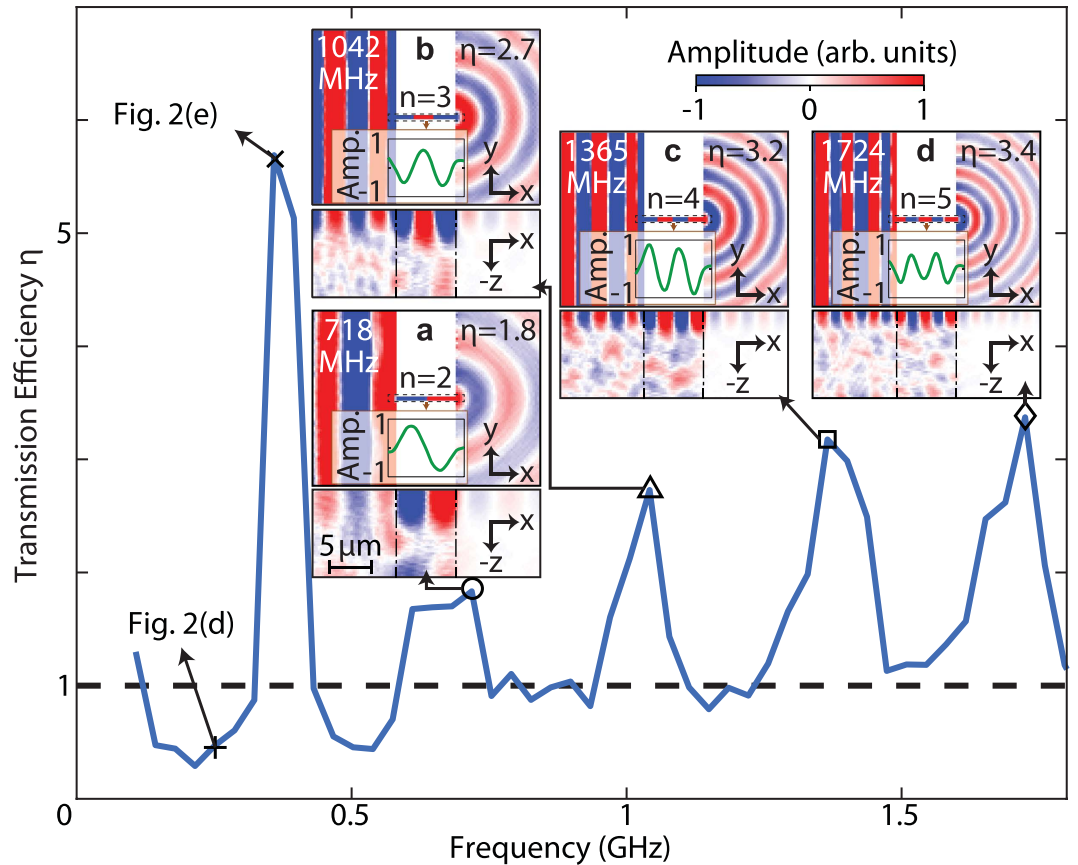 Transmission Efficiency η
5
1
0
0.5
1
1.5
Frequency (GHz)
Fig. 2(e)
Fig. 2(d)
Amplitude (arb. units)
-1
0
1
1042
MHz
b
η=2.7
n=3
Amp.
1
-1
y
x
x
-z
718
MHz
a
η=1.8
n=2
Amp.
1
-1
y
x
5 µm
x
-z
1365
MHz
c
η=3.2
n=4
Amp.
1
-1
y
x
x
-z
1724
MHz
d
η=3.4
n=5
Amp.
1
-1
y
x
x
-z